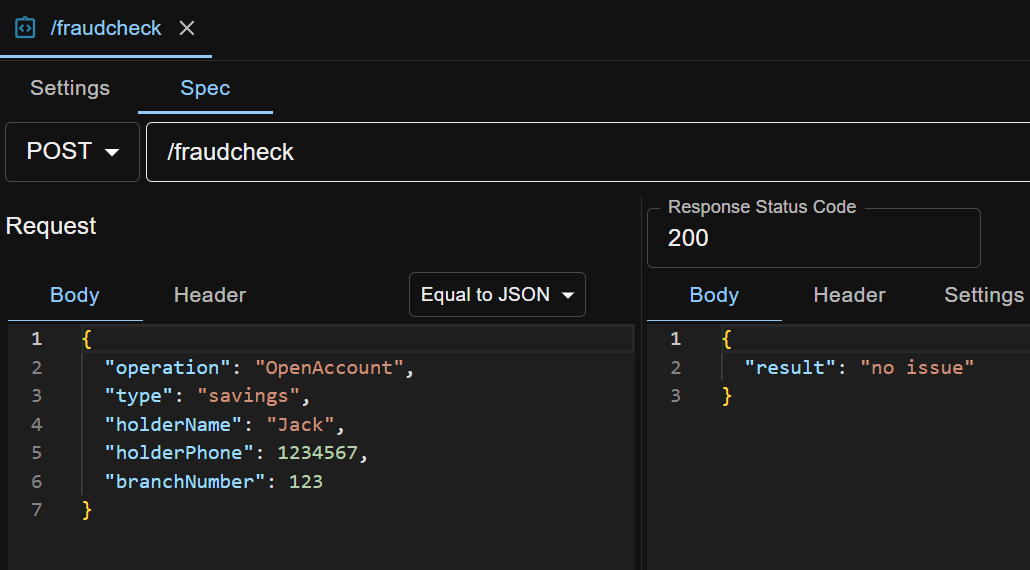 /fraudcheck
Settings Spec
POST /fraudcheck
Request
Response Status Code
200
Body Header Equal to JSON
1 {
2 "operation": "OpenAccount",
3 "type": "savings",
4 "holderName": "Jack",
5 "holderPhone": 1234567,
6 "branchNumber": 123
7 }
Body Header Settings
1 {
2 "result": "no issue"
3 }